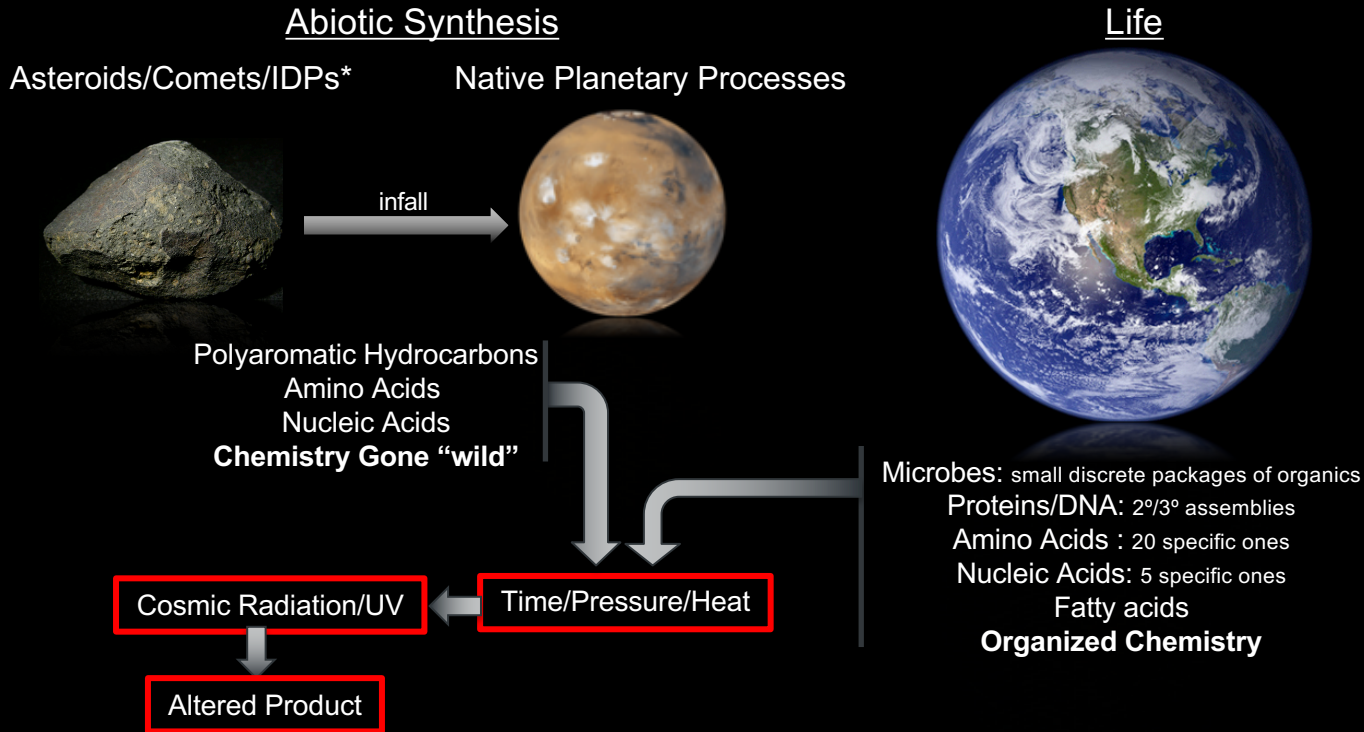 Abiotic Synthesis
Life
Asteroids/Comets/IDPs*
Native Planetary Processes
infall
Polyaromatic Hydrocarbons
Amino Acids
Nucleic Acids
Chemistry Gone “wild”
Microbes: small discrete packages of organics
Proteins/DNA: 2º/3º assemblies
Amino Acids : 20 specific ones
Nucleic Acids: 5 specific ones
Fatty acids
Organized Chemistry
Time/Pressure/Heat
Cosmic Radiation/UV
Altered Product